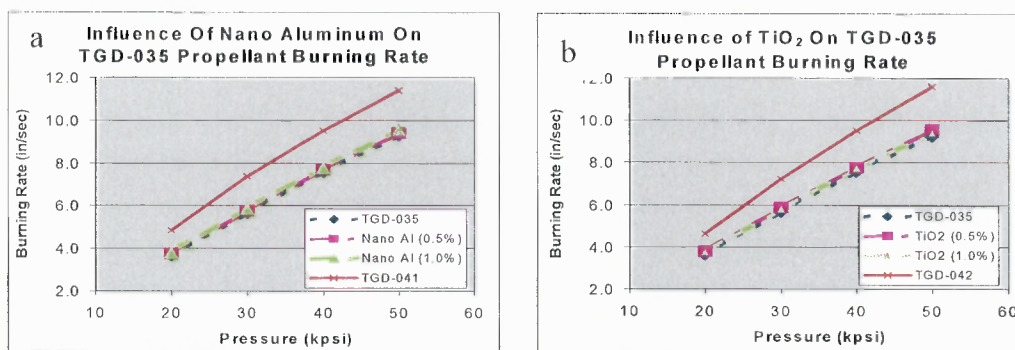 a
Influence Of Nano Aluminum On
TGD-035 Propellant Burning Rate
Burning Rate (in/sec)
12.0
10.0
8.0
6.0
4.0
2.0
TGD-035
Nano Al (0.5%)
Nano Al (1.0%)
TGD-041
10
20
30
40
50
Pressure (kpsi)
b
Influence of TiO₂ On TGD-035
Propellant Burning Rate
Burning Rate (in/sec)
12.0
10.0
8.0
6.0
4.0
2.0
TGD-035
TiO2 (0.5%)
TiO2 (1.0%)
TGD-042
10
20
30
40
50
Pressure (kpsi)